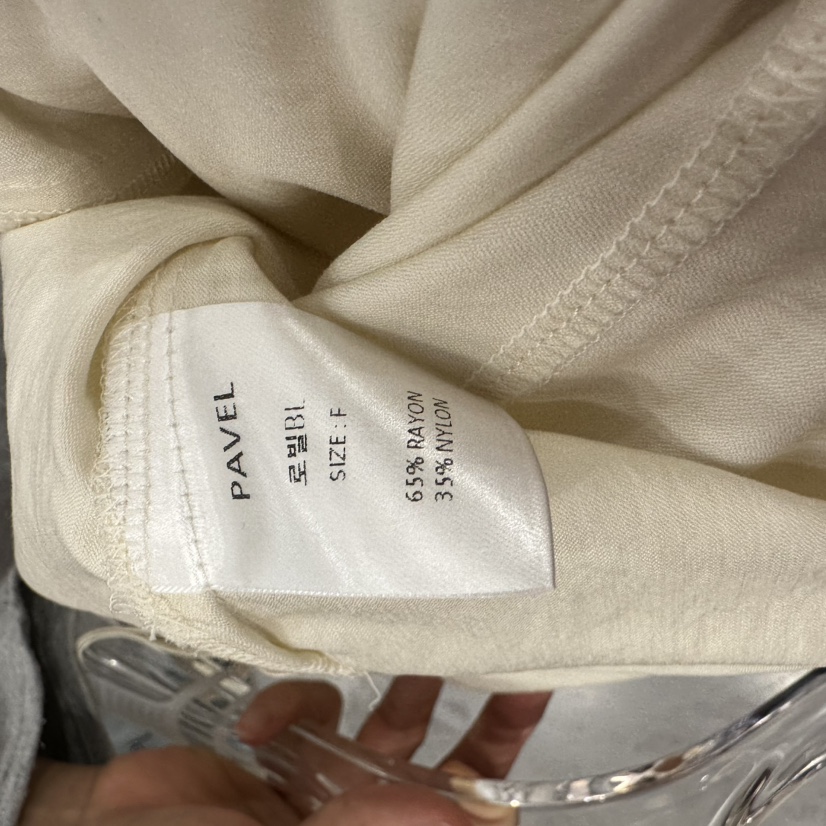 PAVEL
로빌BL
SIZE : F
65% RAYON
35% NYLON